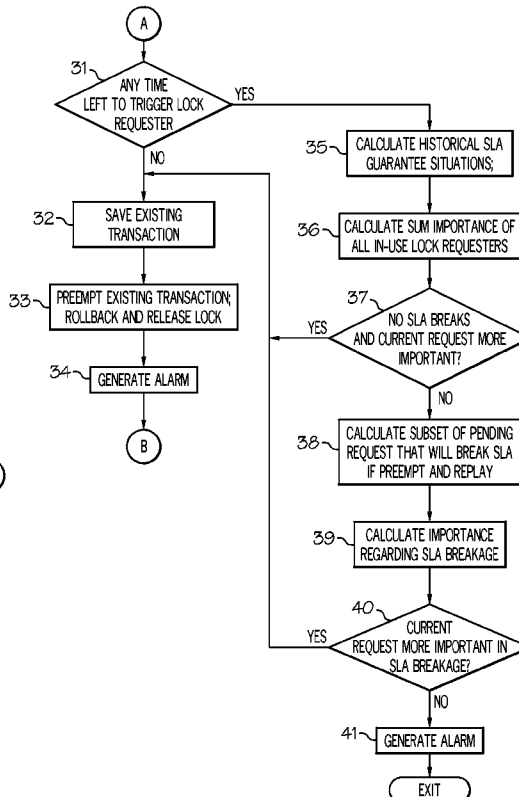 A
31
ANY TIME
LEFT TO TRIGGER LOCK
REQUESTER
YES
NO
32
SAVE EXISTING
TRANSACTION
33
PREEMPT EXISTING TRANSACTION;
ROLLBACK AND RELEASE LOCK
34
GENERATE ALARM
B
35
CALCULATE HISTORICAL SLA
GUARANTEE SITUATIONS;
36
CALCULATE SUM IMPORTANCE OF
ALL IN-USE LOCK REQUESTERS
37
YES
NO SLA BREAKS
AND CURRENT REQUEST MORE
IMPORTANT?
NO
38
CALCULATE SUBSET OF PENDING
REQUEST THAT WILL BREAK SLA
IF PREEMPT AND REPLAY
39
CALCULATE IMPORTANCE
REGARDING SLA BREAKAGE
40
YES
CURRENT
REQUEST MORE IMPORTANT IN
SLA BREAKAGE?
NO
41
GENERATE ALARM
EXIT